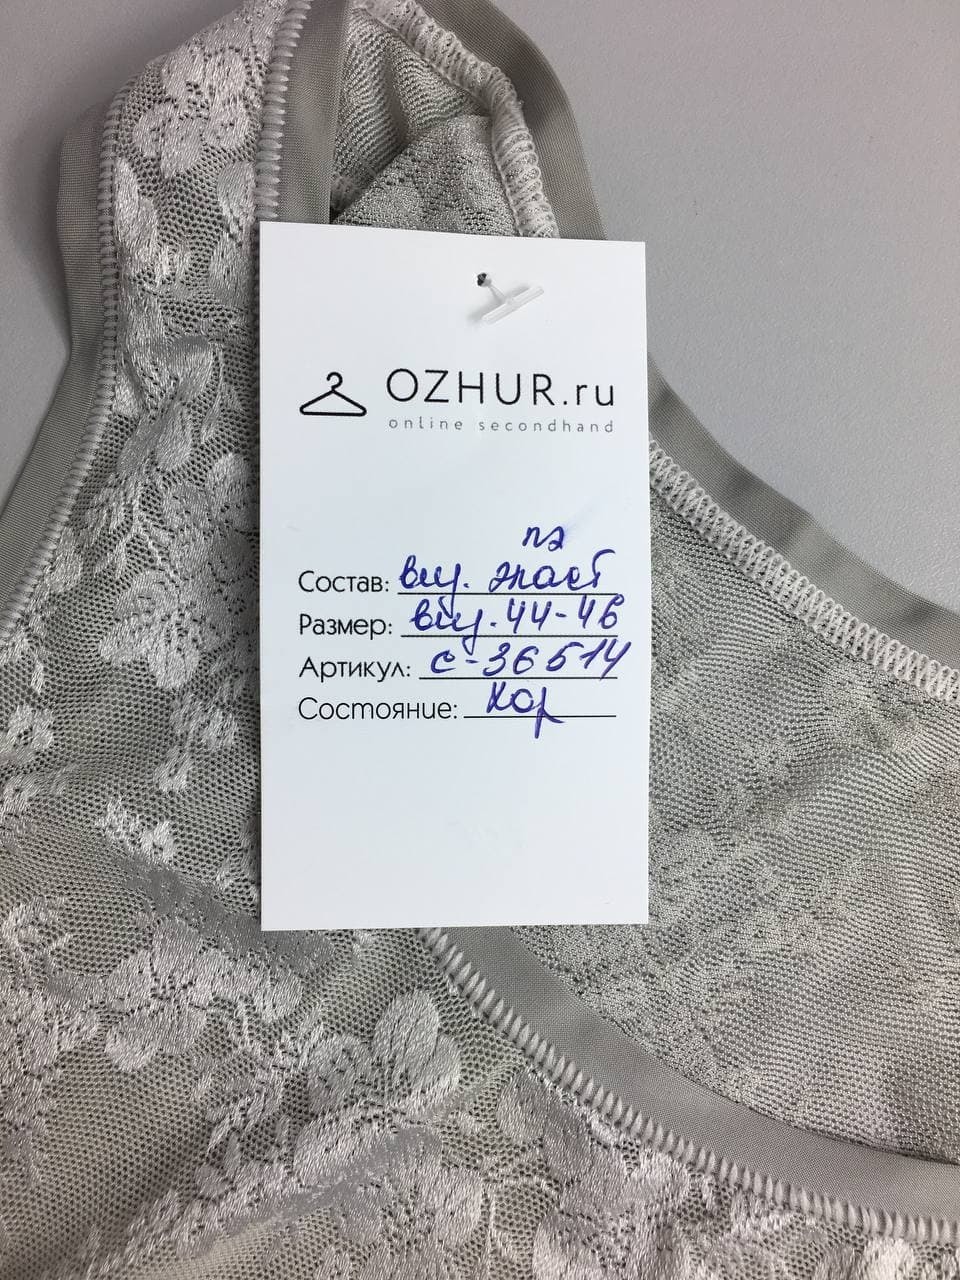 OZHUR.ru
online secondhand
пэ
Состав: виз. эласт
Размер: виз. 44-46
Артикул: с-36514
Состояние: хор